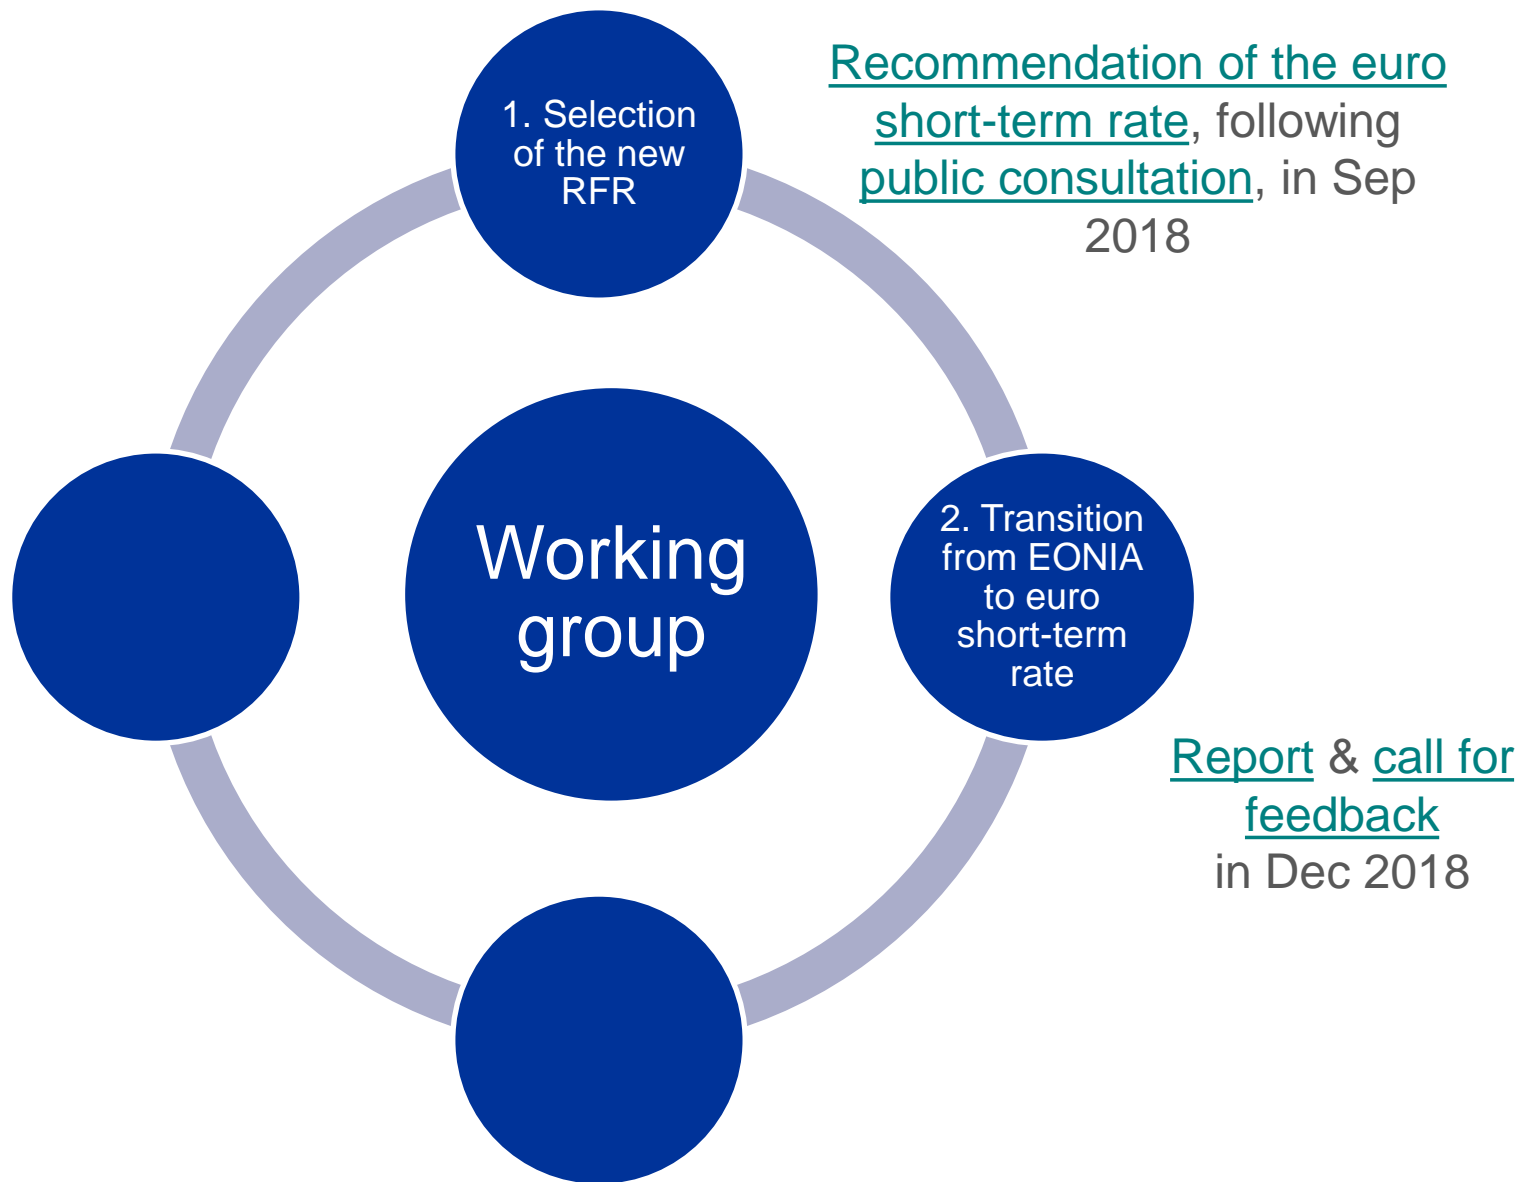 1. Selection
of the new
RFR
Recommendation of the euro
short-term rate, following
public consultation, in Sep
2018
Working
group
2. Transition
from EONIA
to euro
short-term
rate
Report & call for
feedback
in Dec 2018